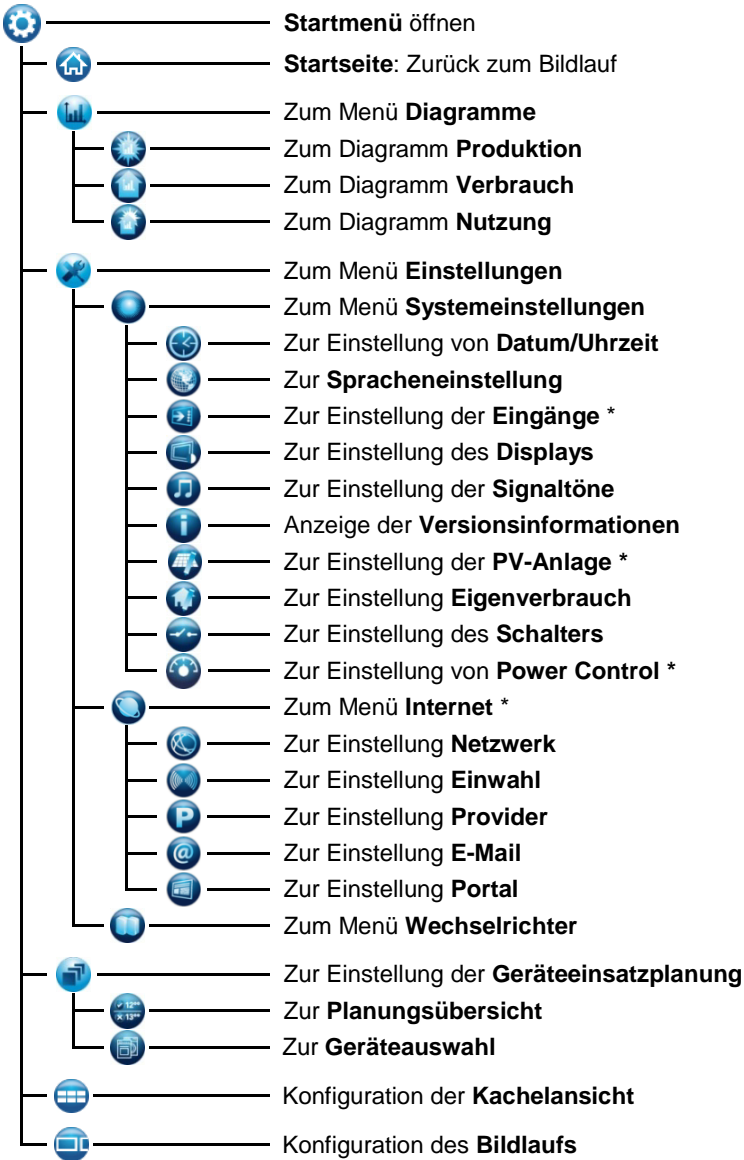 Startmenü öffnen
Startseite: Zurück zum Bildlauf
Zum Menü Diagramme
Zum Diagramm Produktion
Zum Diagramm Verbrauch
Zum Diagramm Nutzung
Zum Menü Einstellungen
Zum Menü Systemeinstellungen
Zur Einstellung von Datum/Uhrzeit
Zur Spracheneinstellung
Zur Einstellung der Eingänge *
Zur Einstellung des Displays
Zur Einstellung der Signaltöne
i Anzeige der Versionsinformationen
Zur Einstellung der PV-Anlage *
Zur Einstellung Eigenverbrauch
Zur Einstellung des Schalters
Zur Einstellung von Power Control *
Zum Menü Internet *
Zur Einstellung Netzwerk
Zur Einstellung Einwahl
P Zur Einstellung Provider
@ Zur Einstellung E-Mail
Zur Einstellung Portal
Zum Menü Wechselrichter
Zur Einstellung der Geräteeinsatzplanung
Zur Planungsübersicht
Zur Geräteauswahl
Konfiguration der Kachelansicht
Konfiguration des Bildlaufs